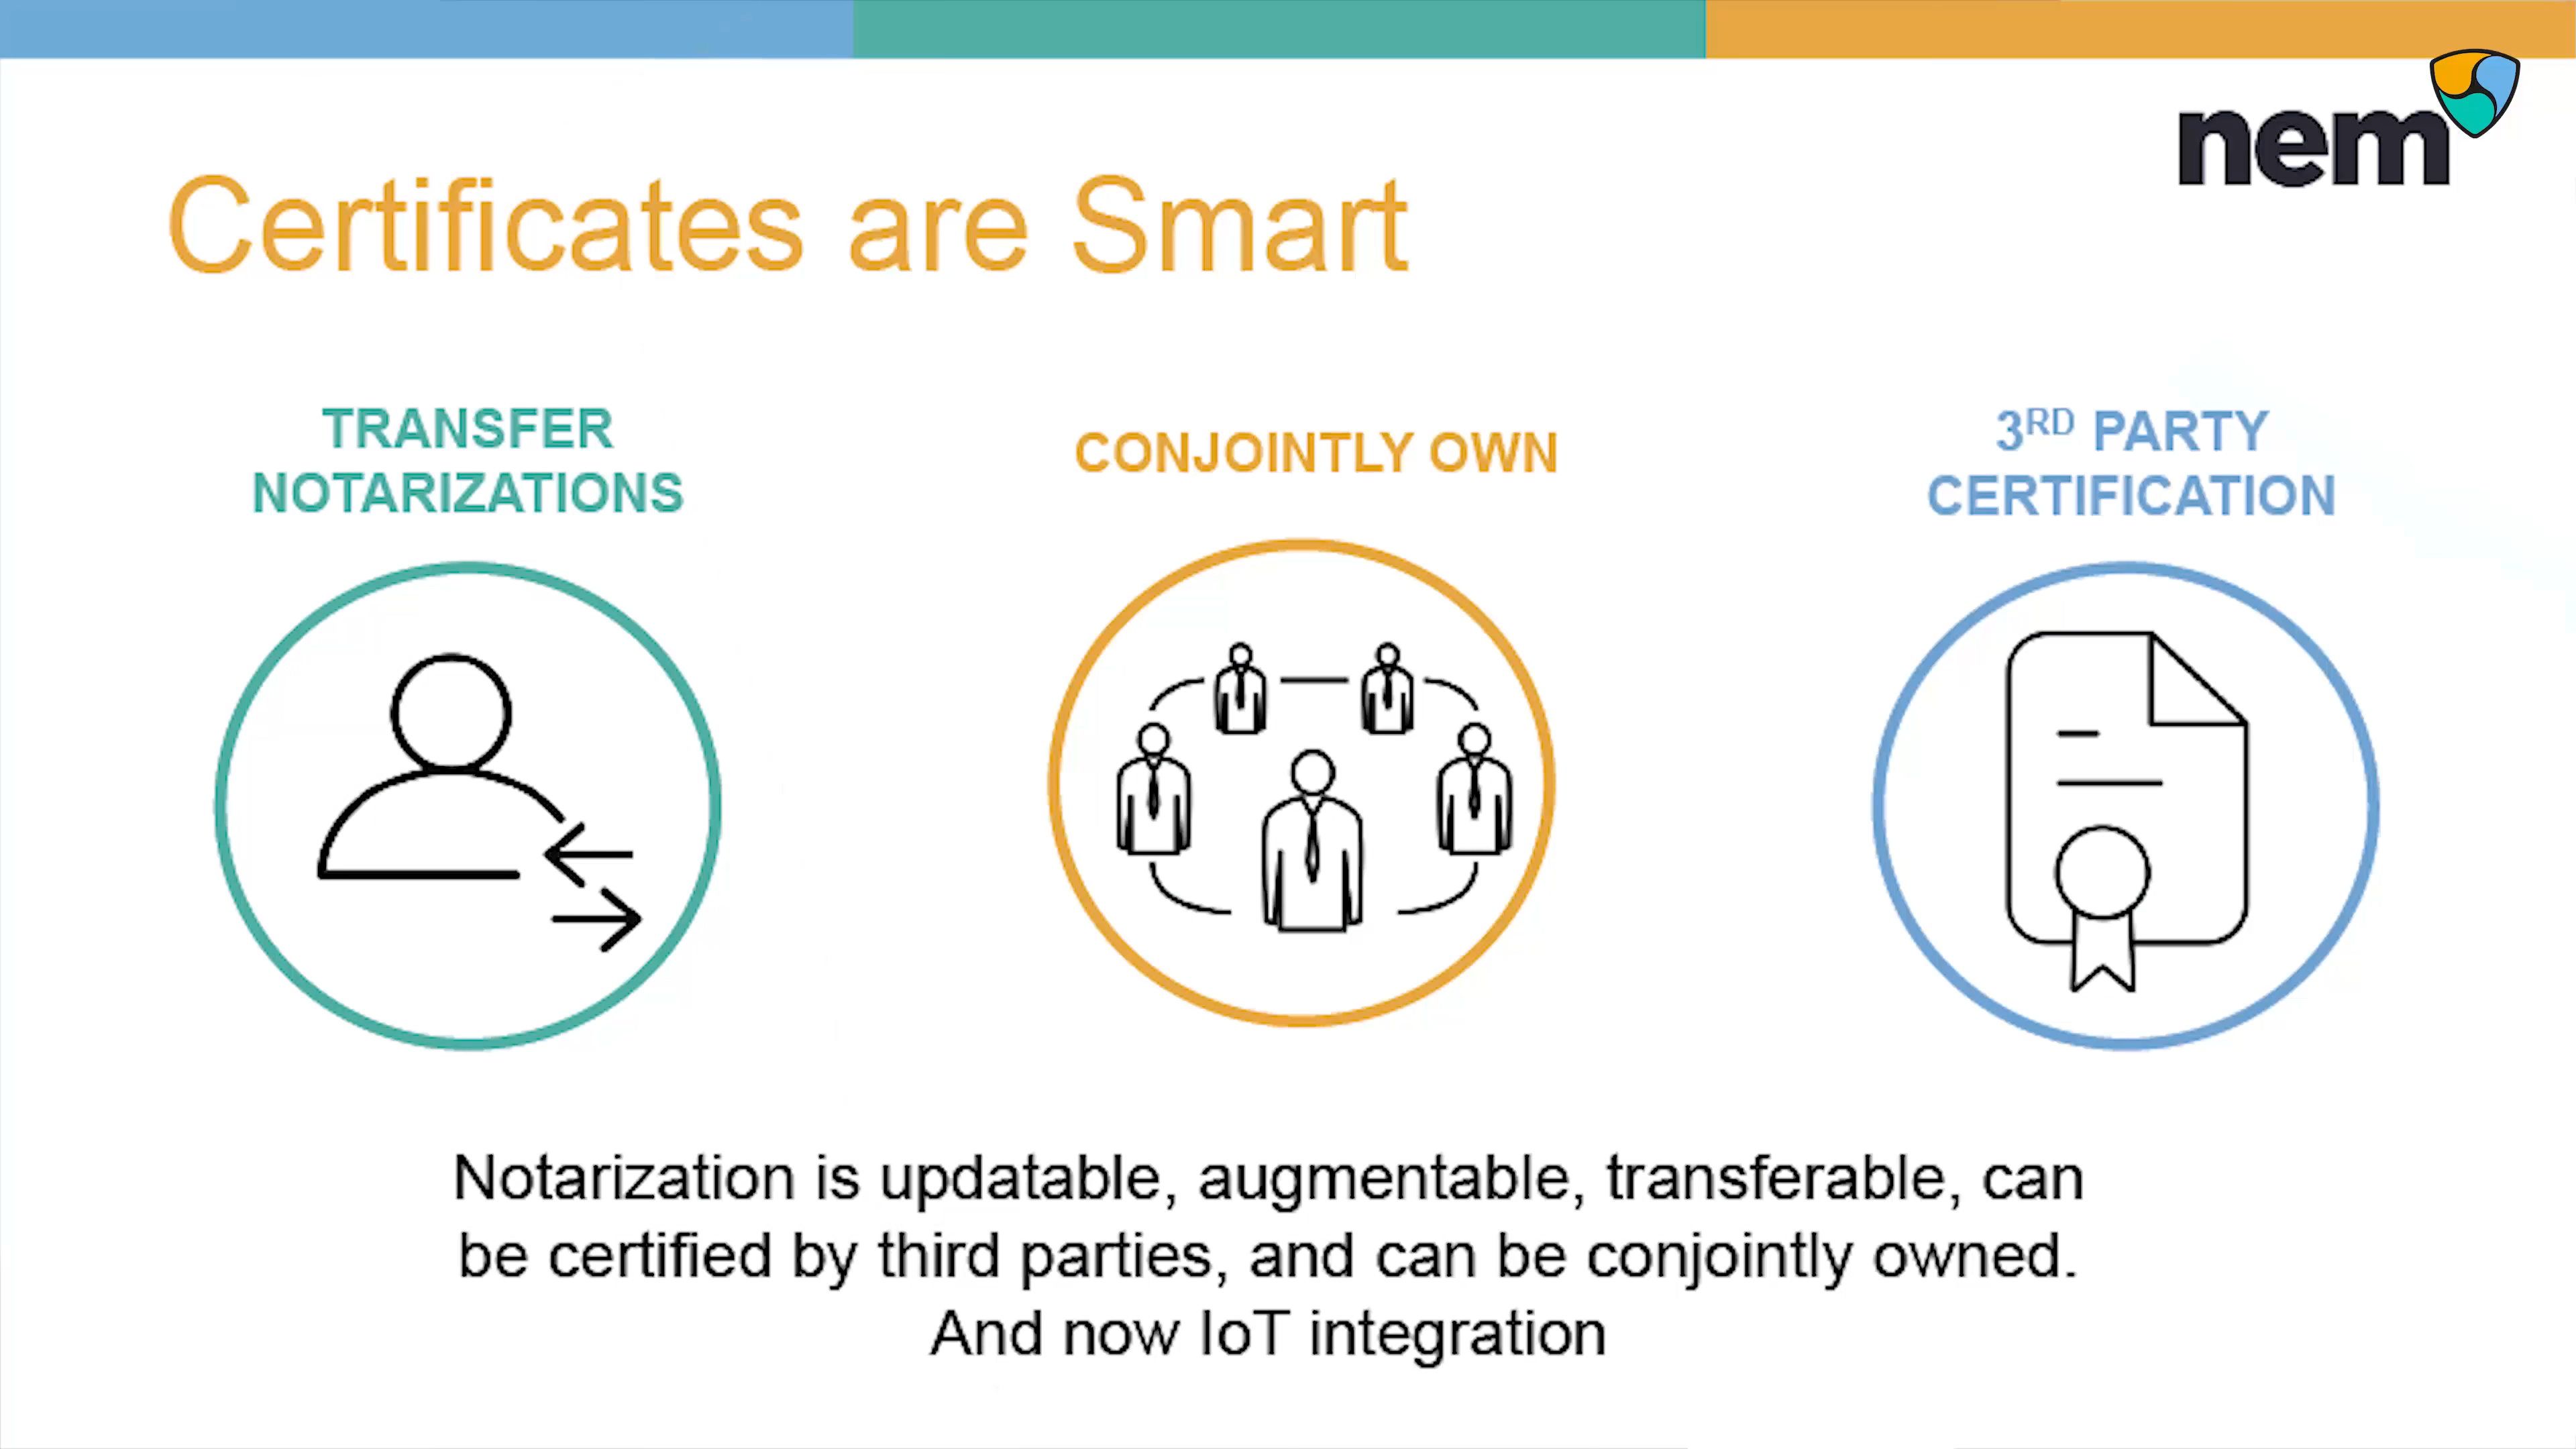 nem
Certificates are Smart
TRANSFER
NOTARIZATIONS
CONJOINTLY OWN
3RD PARTY
CERTIFICATION
Notarization is updatable, augmentable, transferable, can
be certified by third parties, and can be conjointly owned.
And now IoT integration